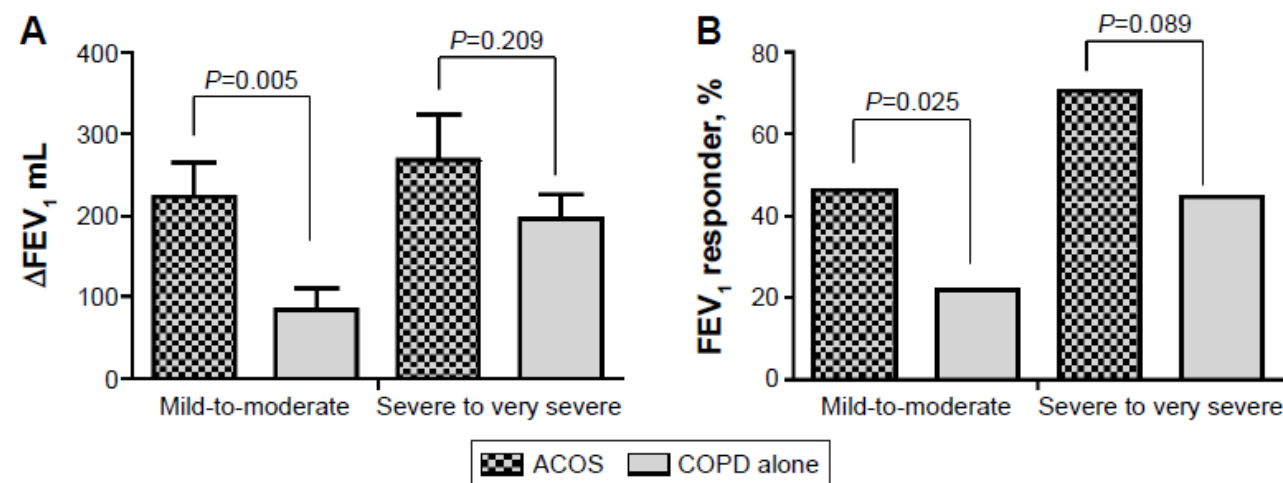 A
ΔFEV₁ mL
400
300
200
100
0
P=0.005
P=0.209
Mild-to-moderate
Severe to very severe
B
FEV₁ responder, %
80
60
40
20
0
P=0.025
P=0.089
Mild-to-moderate
Severe to very severe
ACOS
COPD alone